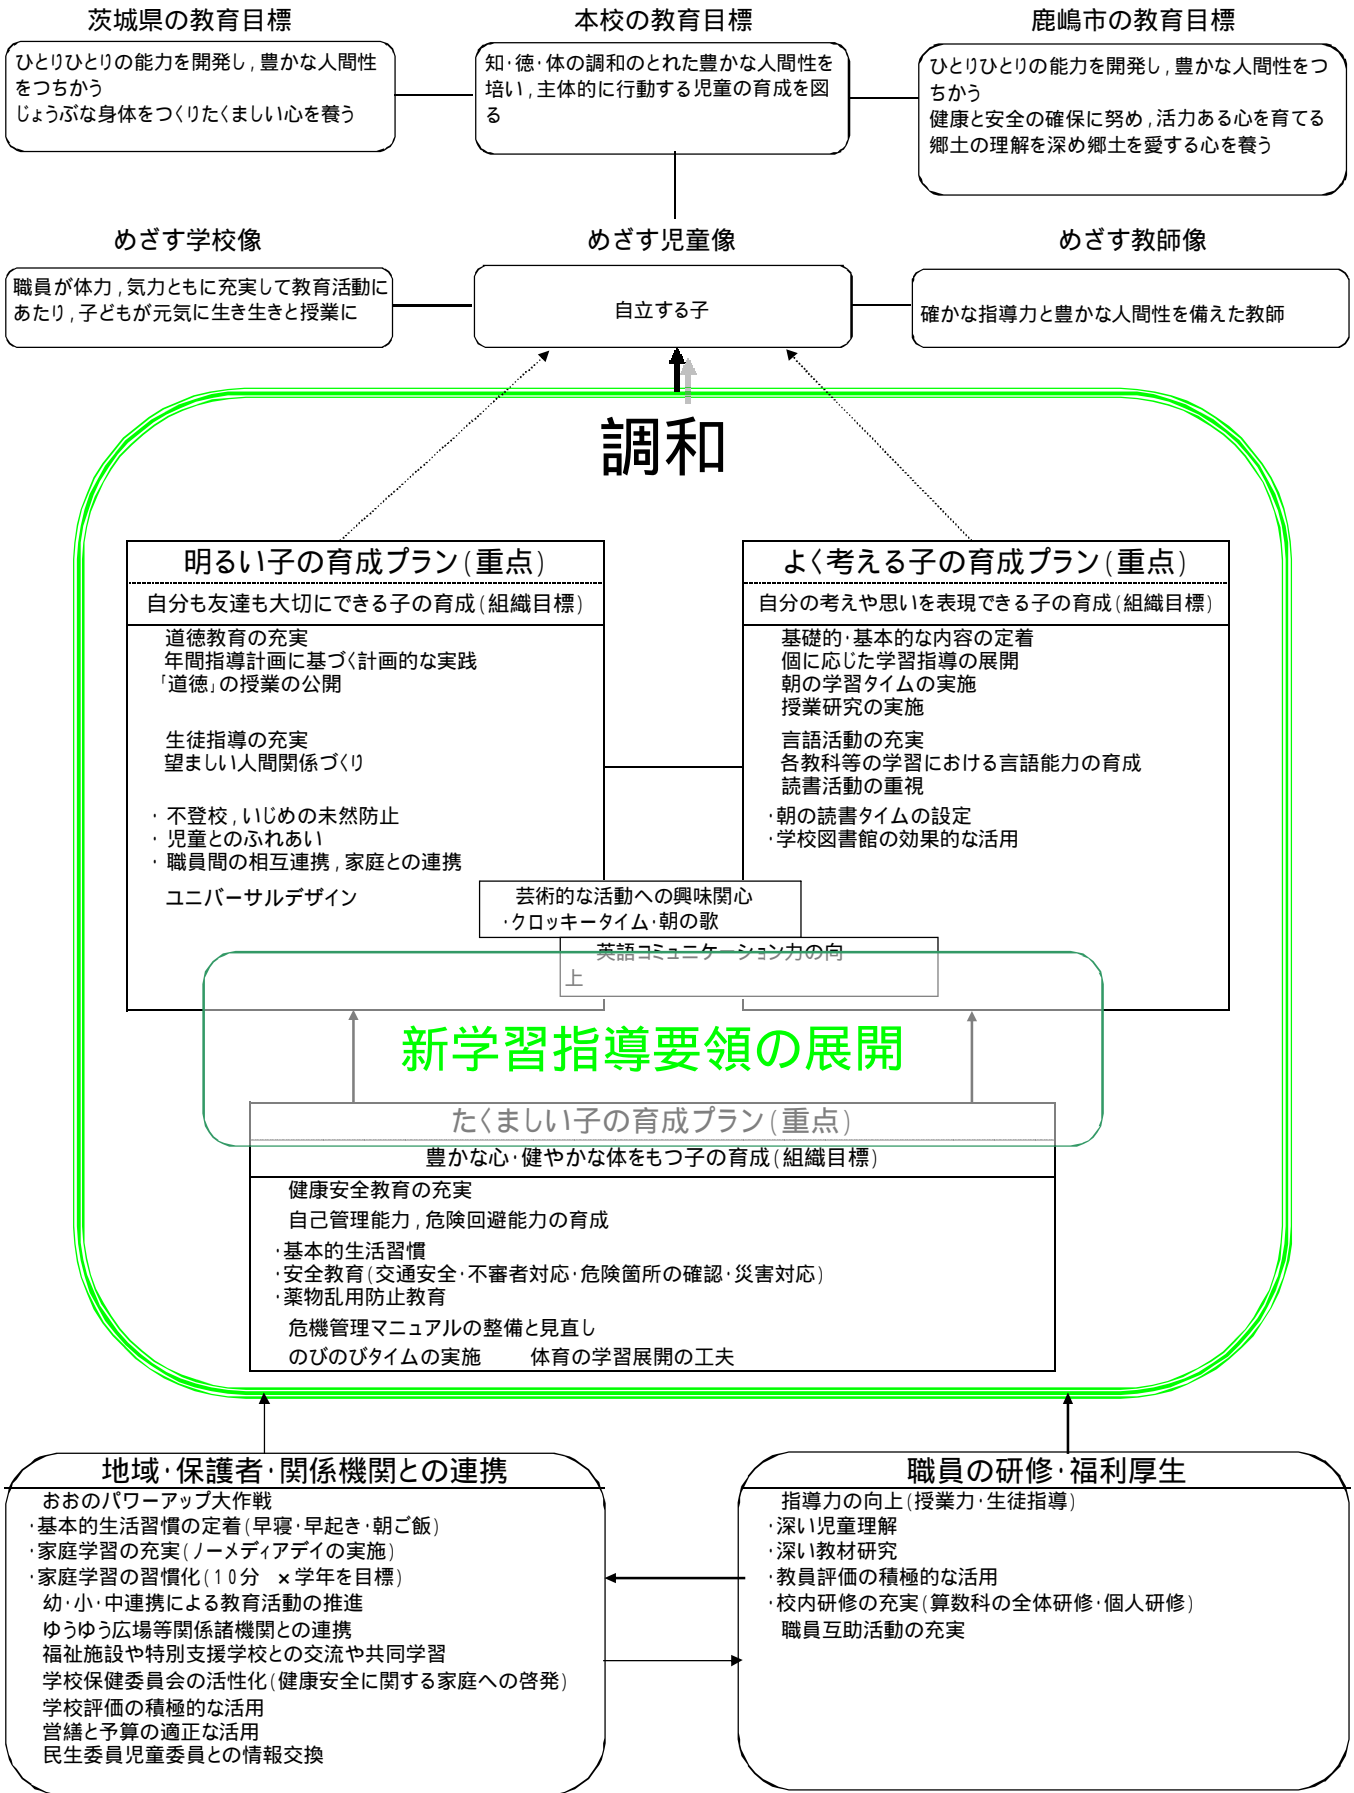 茨城県の教育目標
本校の教育目標
鹿嶋市の教育目標
ひとりひとりの能力を開発し，豊かな人間性
をつちかう
じょうぶな身体をつくりたくましい心を養う
知・徳・体の調和のとれた豊かな人間性を
培い，主体的に行動する児童の育成を図
る
ひとりひとりの能力を開発し，豊かな人間性をつ
ちかう
健康と安全の確保に努め，活力ある心を育てる
郷土の理解を深め郷土を愛する心を養う
めざす学校像
めざす児童像
めざす教師像
職員が体力，気力ともに充実して教育活動に
あたり，子どもが元気に生き生きと授業に
自立する子
確かな指導力と豊かな人間性を備えた教師
調和
明るい子の育成プラン(重点)
自分も友達も大切にできる子の育成(組織目標)
道徳教育の充実
年間指導計画に基づく計画的な実践
「道徳」の授業の公開
生徒指導の充実
望ましい人間関係づくり
・ 不登校，いじめの未然防止
・ 児童とのふれあい
・ 職員間の相互連携，家庭との連携
ユニバーサルデザイン
よく考える子の育成プラン(重点)
自分の考えや思いを表現できる子の育成(組織目標)
基礎的・基本的な内容の定着
個に応じた学習指導の展開
朝の学習タイムの実施
授業研究の実施
言語活動の充実
各教科等の学習における言語能力の育成
読書活動の重視
・朝の読書タイムの設定
・学校図書館の効果的な活用
芸術的な活動への興味関心
・クロッキータイム・朝の歌
英語コミュニケーション力の向
上
新学習指導要領の展開
たくましい子の育成プラン(重点)
豊かな心・健やかな体をもつ子の育成(組織目標)
健康安全教育の充実
自己管理能力，危険回避能力の育成
・基本的生活習慣
・安全教育(交通安全・不審者対応・危険箇所の確認・災害対応)
・薬物乱用防止教育
危機管理マニュアルの整備と見直し
のびのびタイムの実施　　体育の学習展開の工夫
地域・保護者・関係機関との連携
おおのパワーアップ大作戦
・基本的生活習慣の定着(早寝・早起き・朝ご飯)
・家庭学習の充実(ノーメディアデイの実施)
・家庭学習の習慣化(１０分　×学年を目標)
幼・小・中連携による教育活動の推進
ゆうゆう広場等関係諸機関との連携
福祉施設や特別支援学校との交流や共同学習
学校保健委員会の活性化(健康安全に関する家庭への啓発)
学校評価の積極的な活用
営繕と予算の適正な活用
民生委員児童委員との情報交換
職員の研修・福利厚生
指導力の向上(授業力・生徒指導)
・深い児童理解
・深い教材研究
・教員評価の積極的な活用
・校内研修の充実(算数科の全体研修・個人研修)
職員互助活動の充実